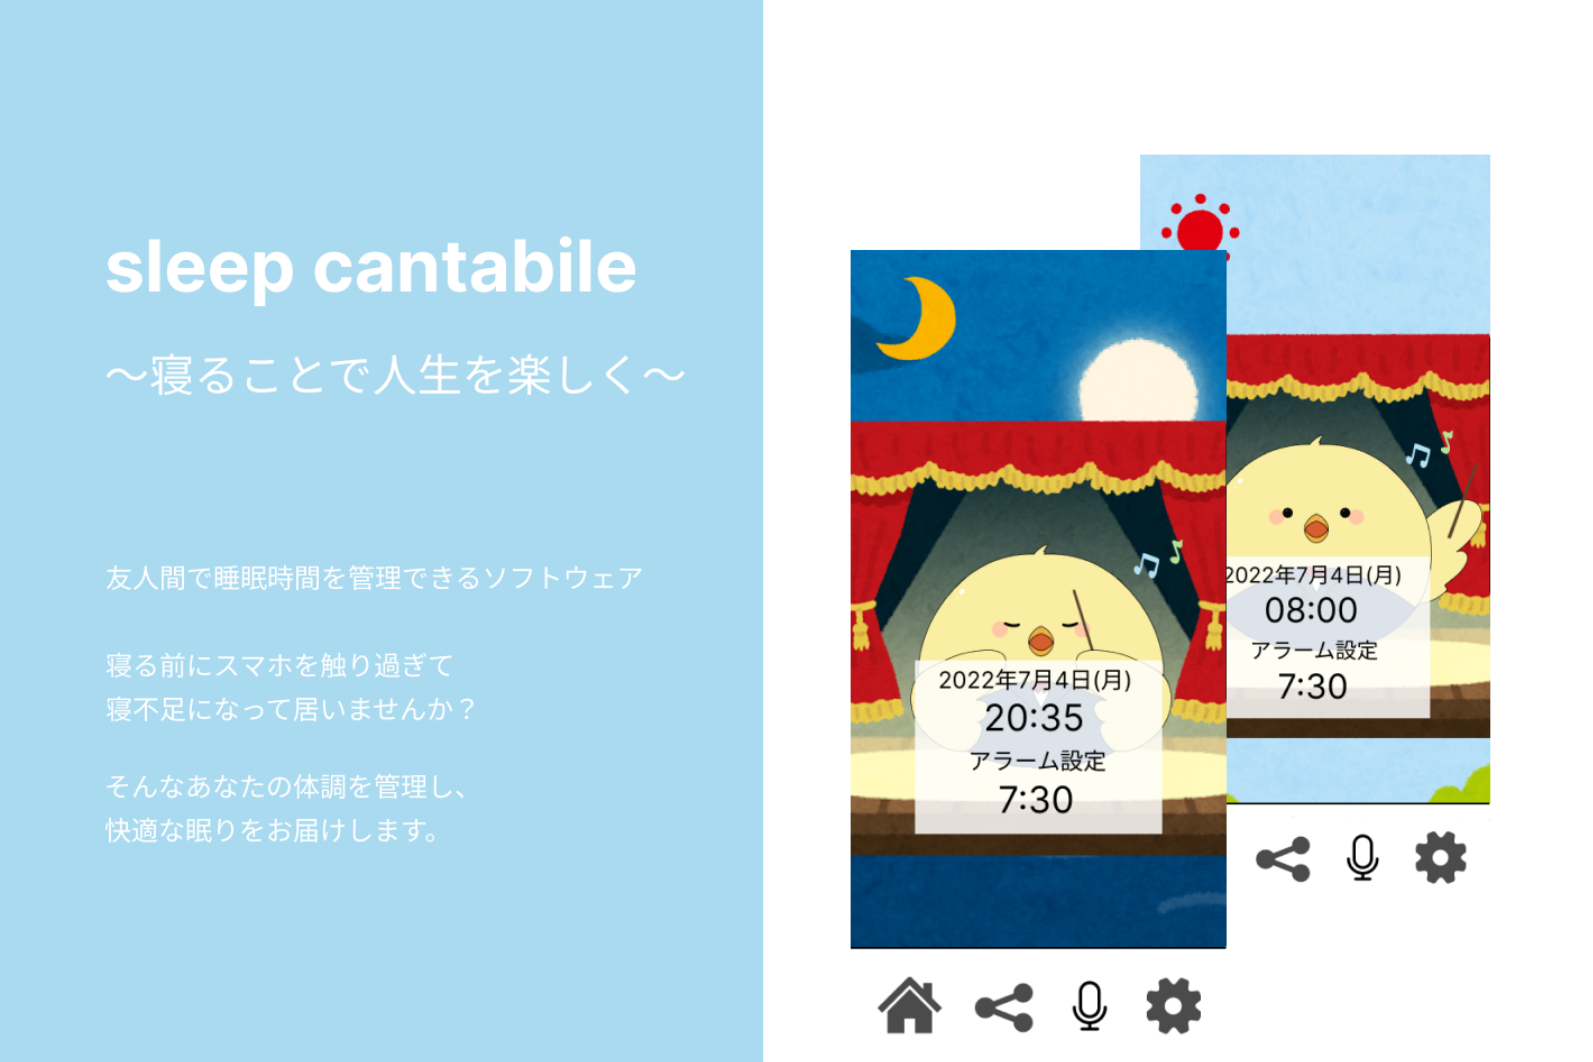 sleep cantabile
〜寝ることで人生を楽しく〜
友人間で睡眠時間を管理できるソフトウェア
寝る前にスマホを触り過ぎて
寝不足になって居いませんか？
そんなあなたの体調を管理し、
快適な眠りをお届けします。
2022年7月4日(月)
20:35
アラーム設定
7:30
2022年7月4日(月)
08:00
アラーム設定
7:30